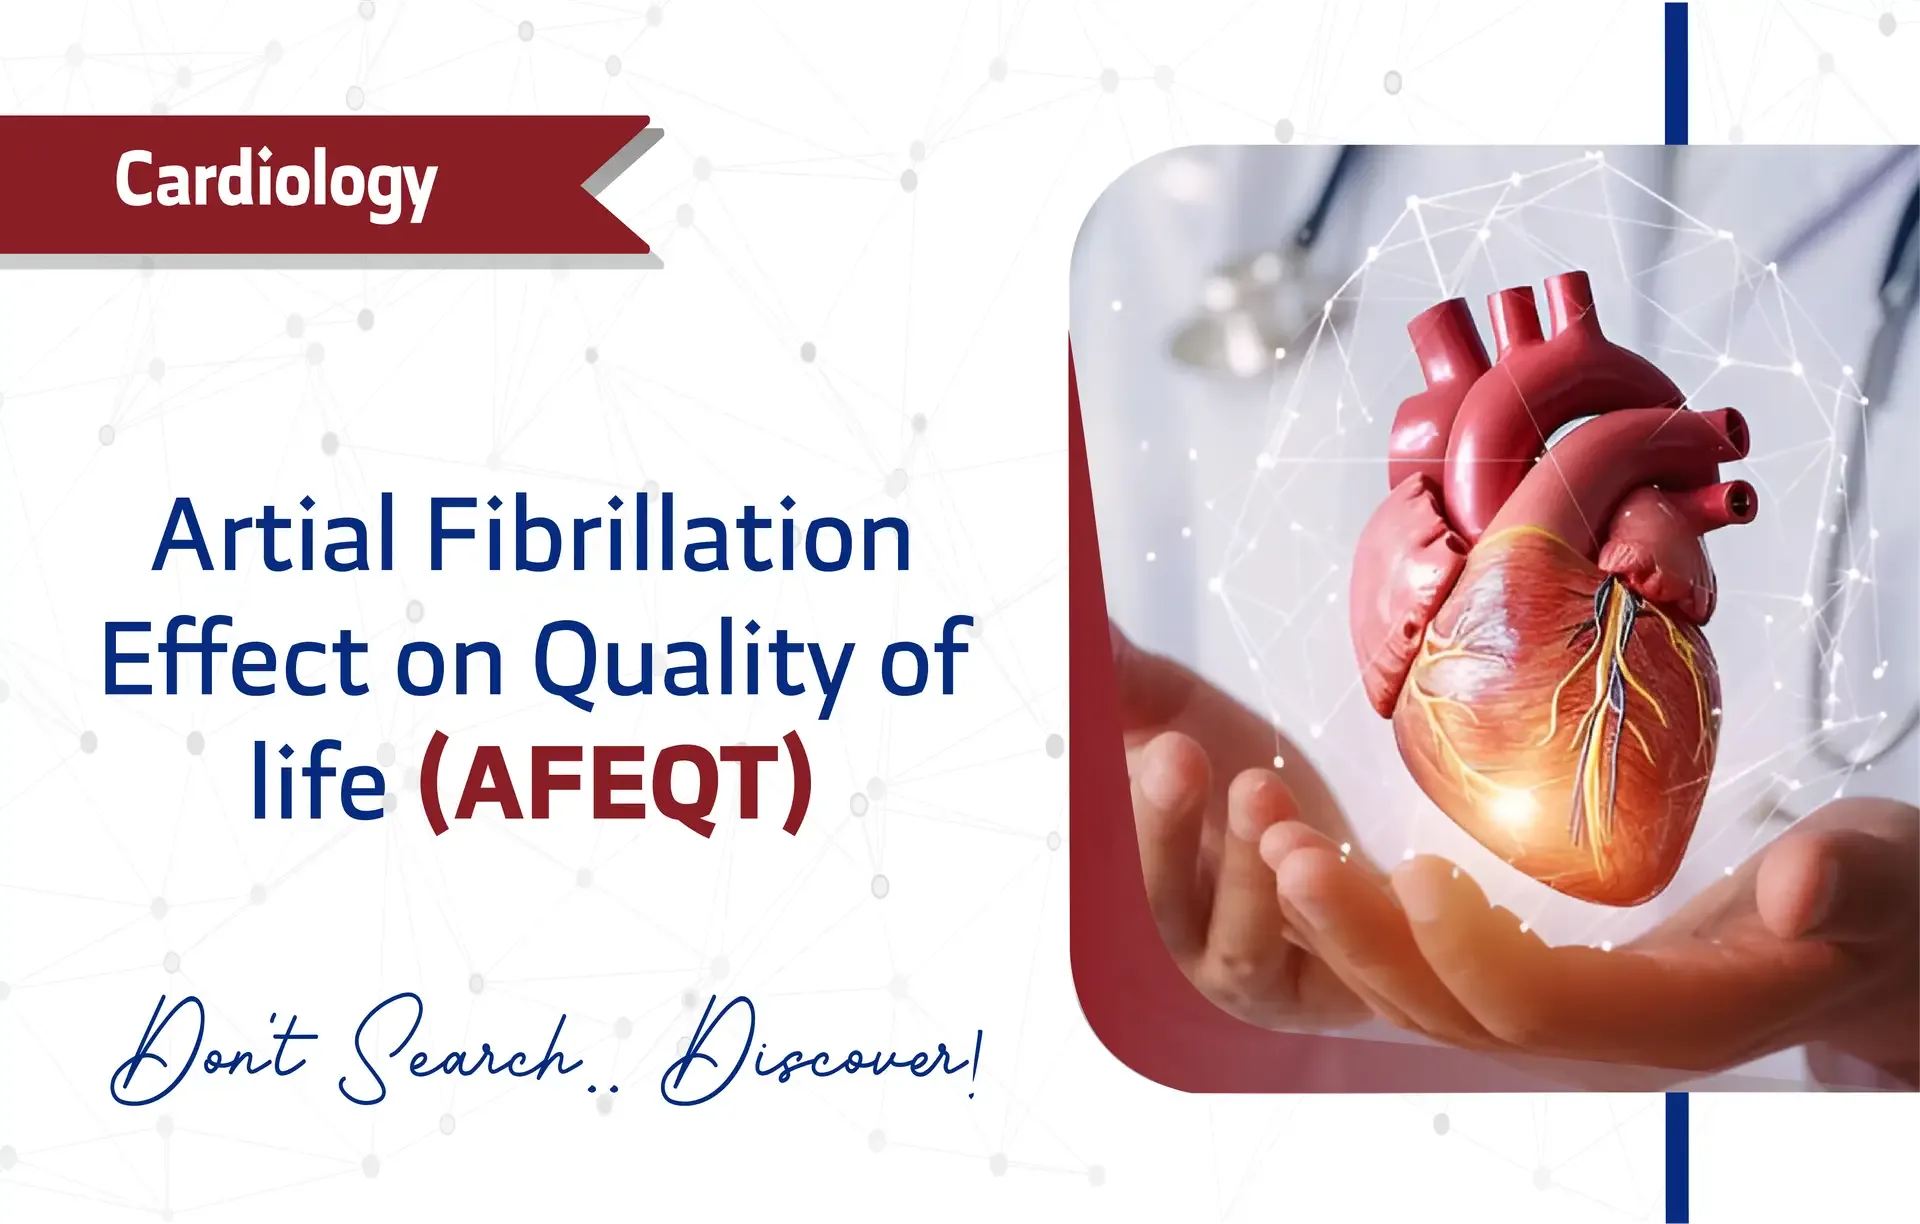 Cardiology
Artial Fibrillation
Effect on Quality of
life (AFEQT)
Don't Search.. Discover!